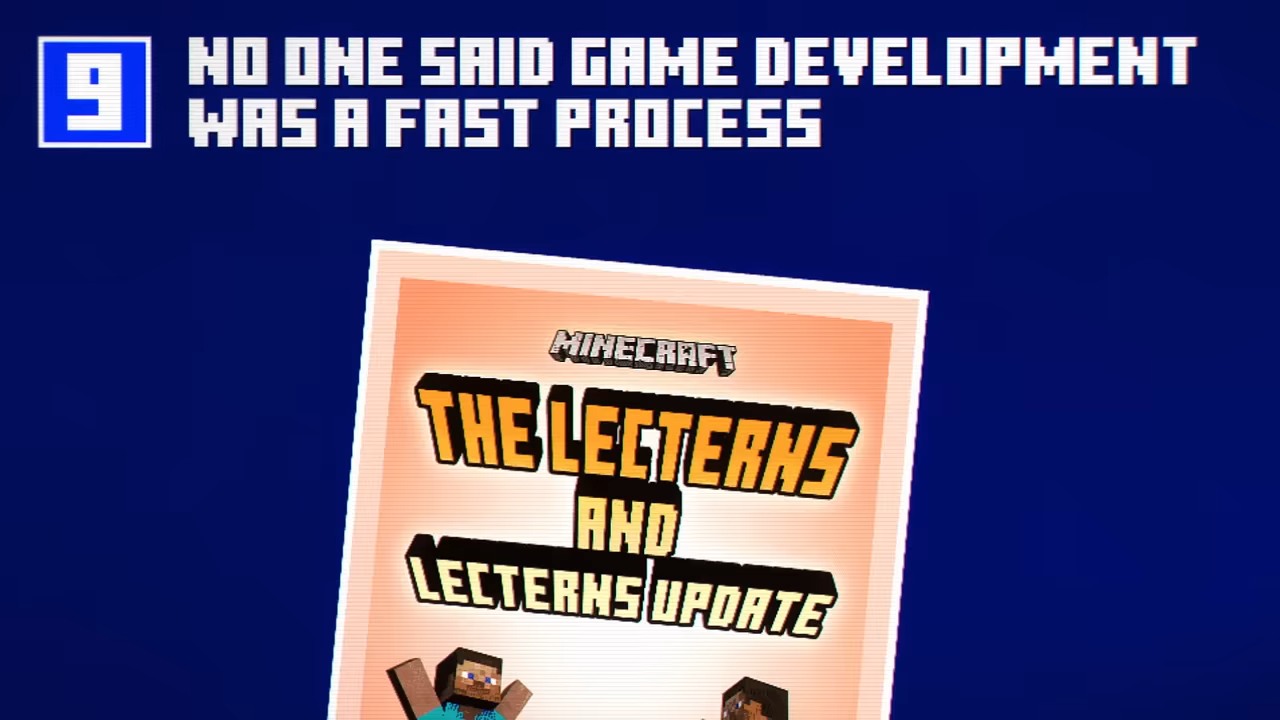 9
NO ONE SAID GAME DEVELOPMENT
WAS A FAST PROCESS
MINECRAFT
THE LECTERNS
AND
LECTERNS UPDATE